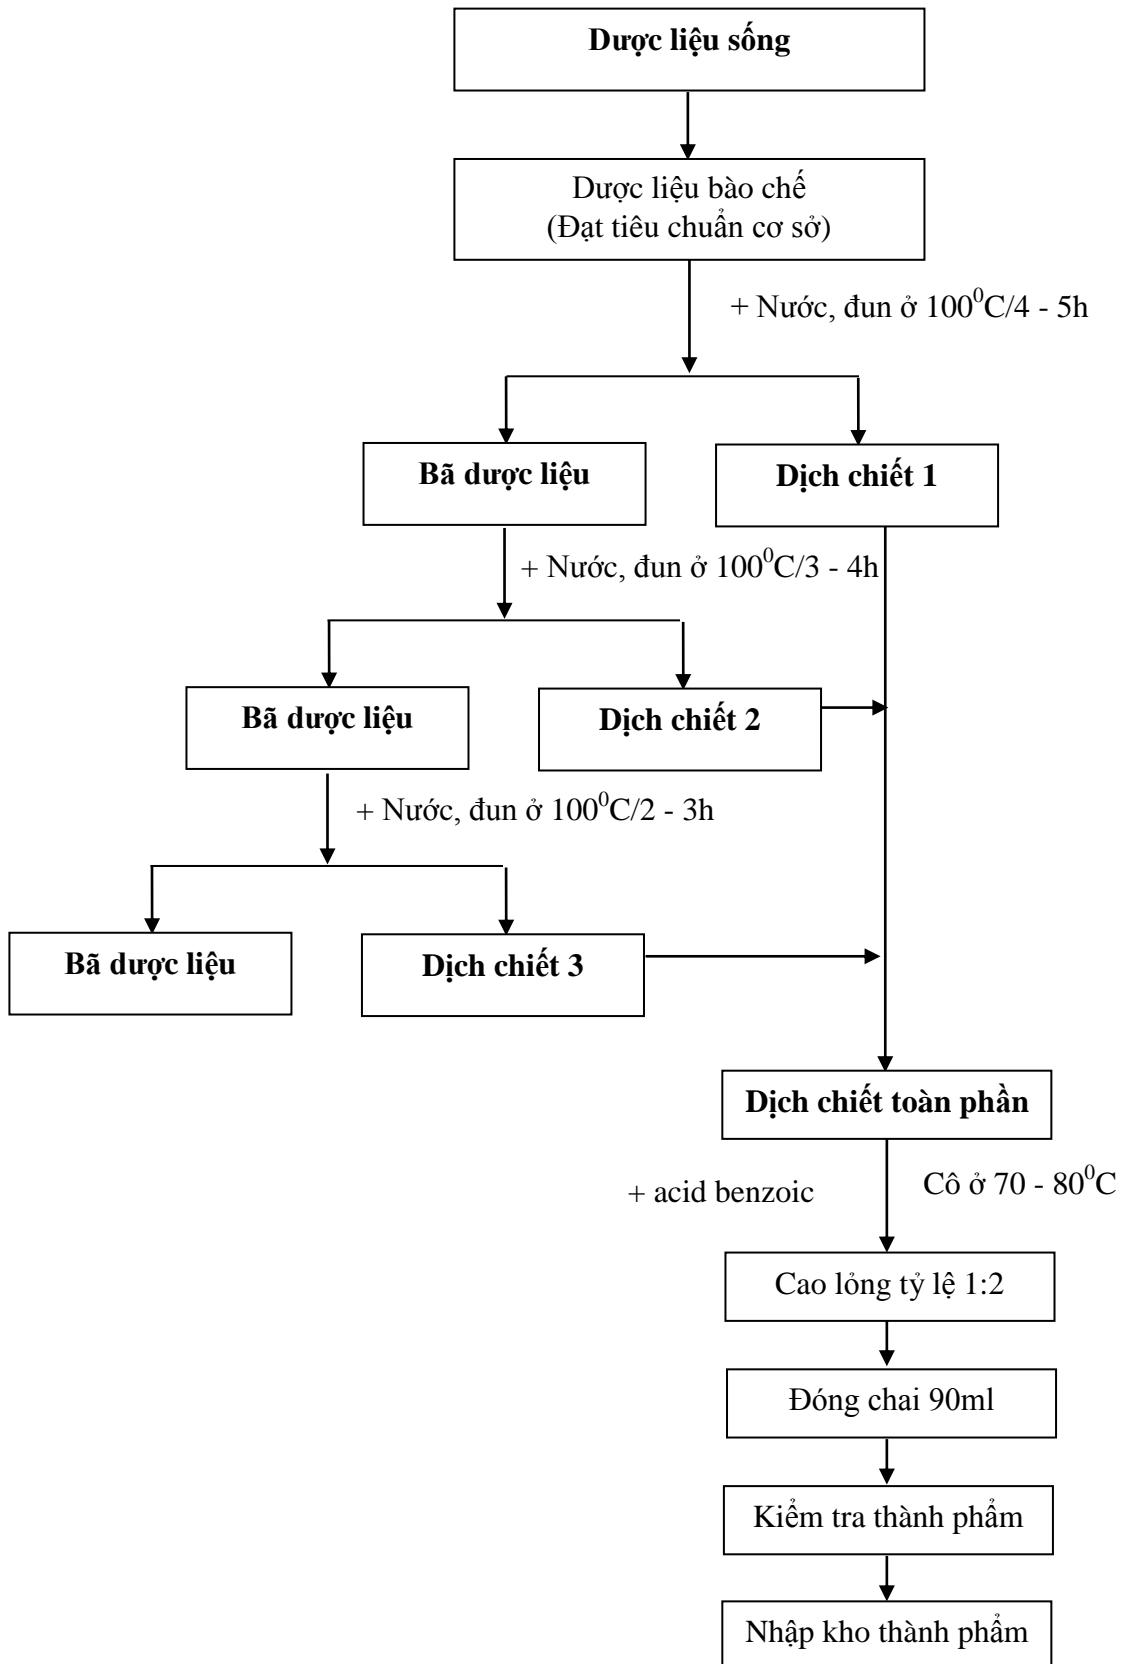 Dược liệu sống
Dược liệu bào chế
(Đạt tiêu chuẩn cơ sở)
+ Nước, đun ở 100⁰C/4 - 5h
Bã dược liệu
Dịch chiết 1
+ Nước, đun ở 100⁰C/3 - 4h
Bã dược liệu
Dịch chiết 2
+ Nước, đun ở 100⁰C/2 - 3h
Bã dược liệu
Dịch chiết 3
Dịch chiết toàn phần
+ acid benzoic
Cô ở 70 - 80⁰C
Cao lỏng tỷ lệ 1:2
Đóng chai 90ml
Kiểm tra thành phẩm
Nhập kho thành phẩm